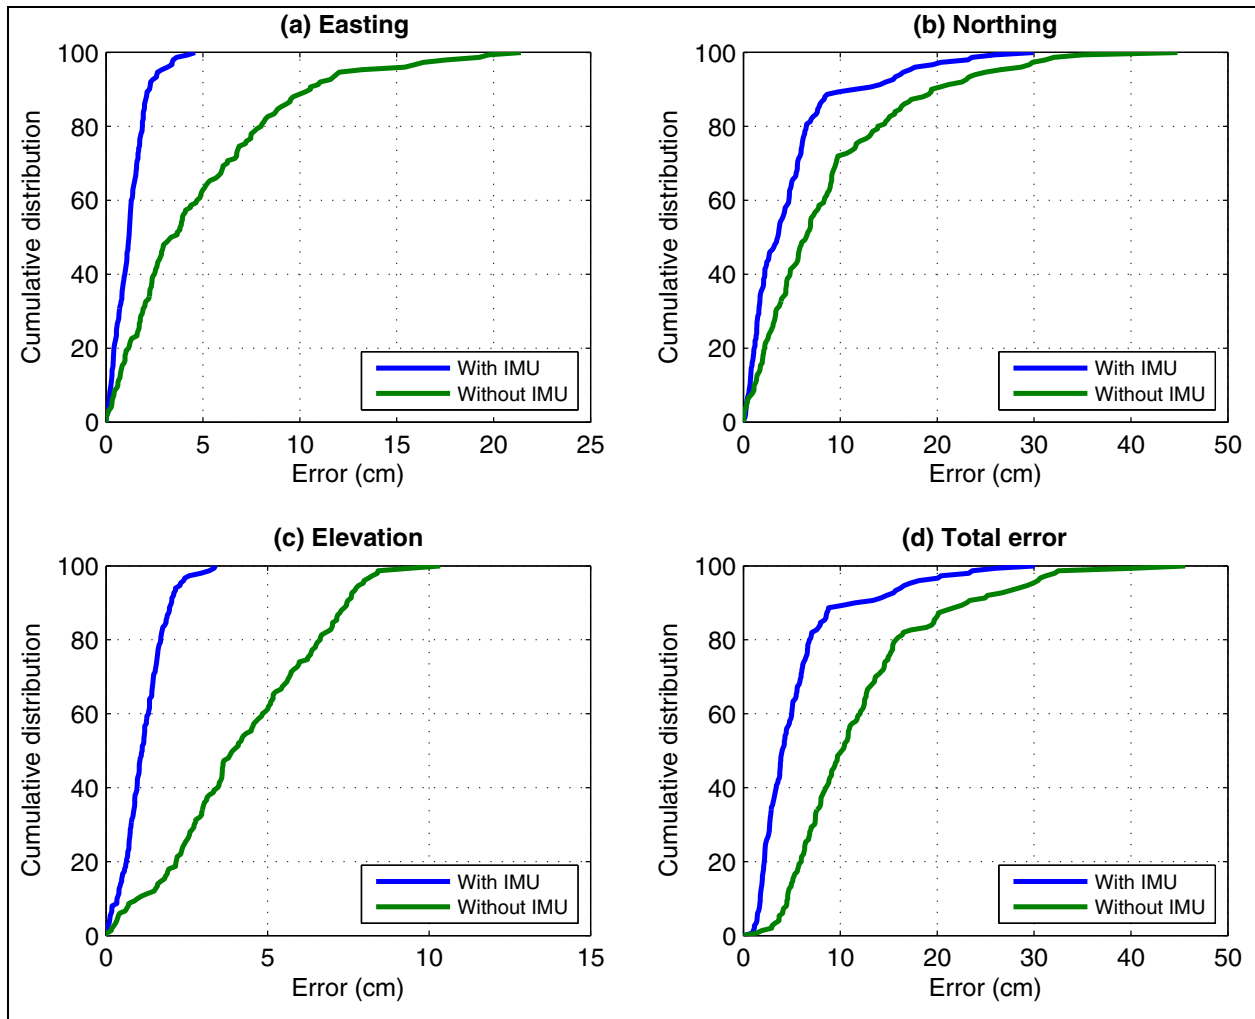 (a) Easting
100
80
60
40
20
0
Cumulative distribution
0 5 10 15 20 25
Error (cm)
With IMU
Without IMU
(b) Northing
100
80
60
40
20
0
Cumulative distribution
0 10 20 30 40 50
Error (cm)
With IMU
Without IMU
(c) Elevation
100
80
60
40
20
0
Cumulative distribution
0 5 10 15
Error (cm)
With IMU
Without IMU
(d) Total error
100
80
60
40
20
0
Cumulative distribution
0 10 20 30 40 50
Error (cm)
With IMU
Without IMU